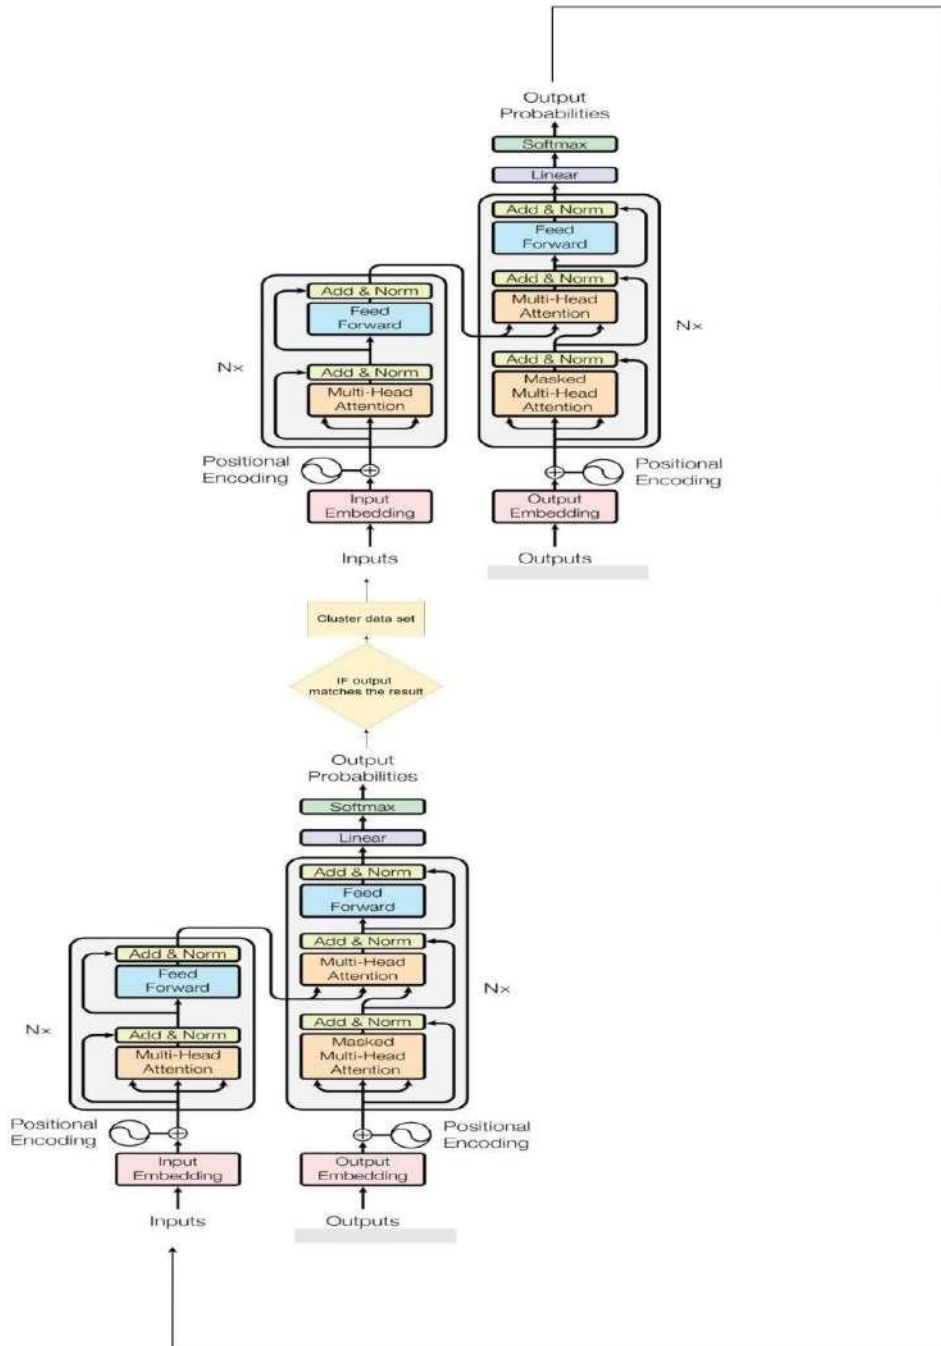 Output
Probabilities
Softmax
Linear
Add & Norm
Feed
Forward
Add & Norm
Multi-Head
Attention
Add & Norm
Masked
Multi-Head
Attention
Nx
Add & Norm
Feed
Forward
Add & Norm
Multi-Head
Attention
Nx
Positional
Encoding
Positional
Encoding
Input
Embedding
Output
Embedding
Inputs
Outputs
Cluster data set
IF output
matches the result
Output
Probabilities
Softmax
Linear
Add & Norm
Feed
Forward
Add & Norm
Multi-Head
Attention
Add & Norm
Masked
Multi-Head
Attention
Nx
Add & Norm
Feed
Forward
Add & Norm
Multi-Head
Attention
Nx
Positional
Encoding
Positional
Encoding
Input
Embedding
Output
Embedding
Inputs
Outputs